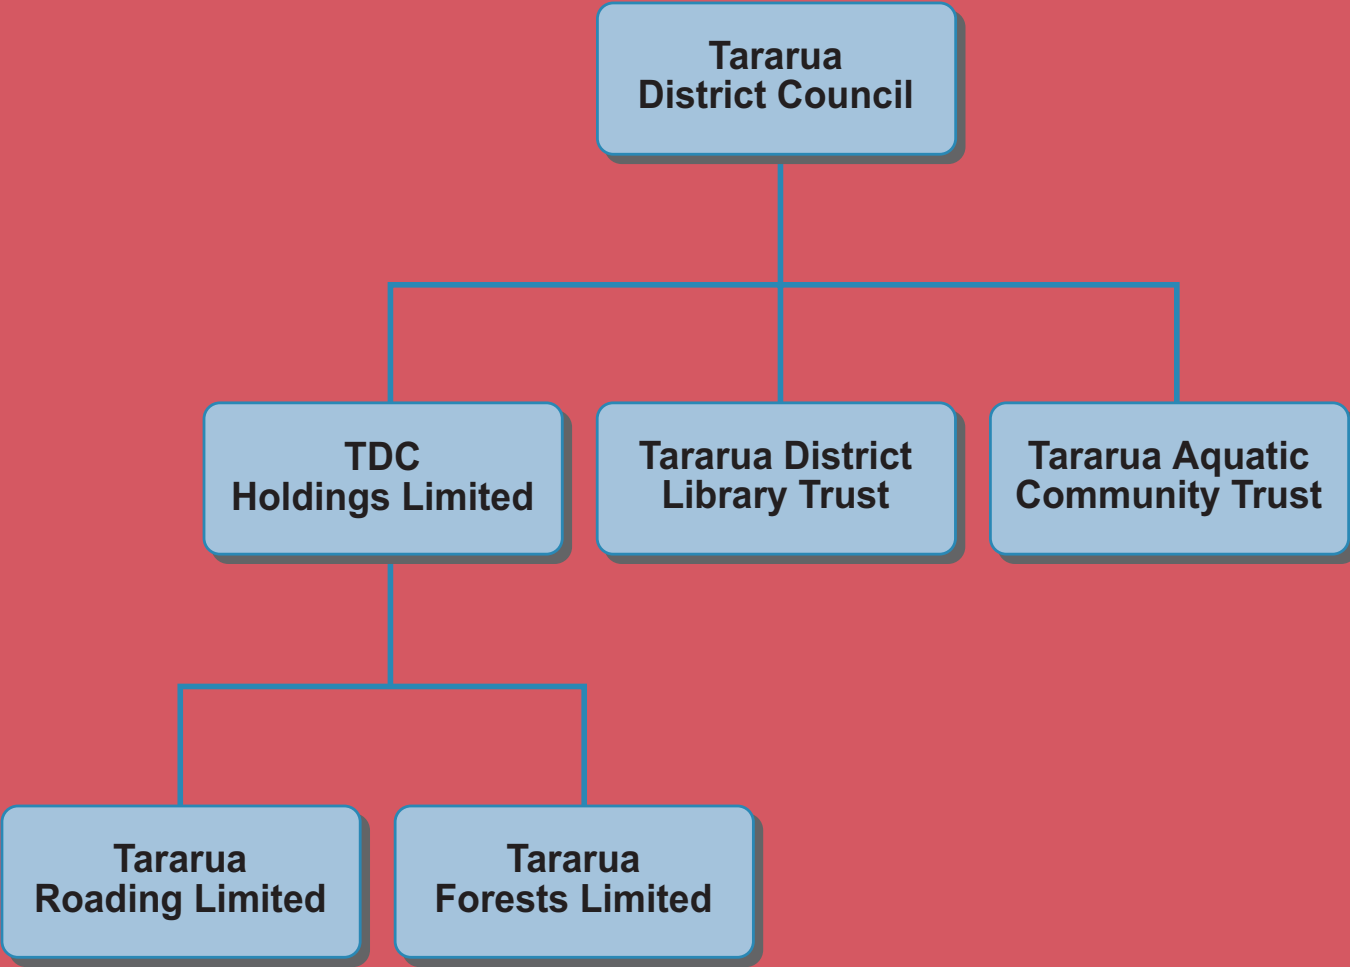 Tararua
District Council
TDC
Holdings Limited
Tararua District
Library Trust
Tararua Aquatic
Community Trust
Tararua
Roading Limited
Tararua
Forests Limited